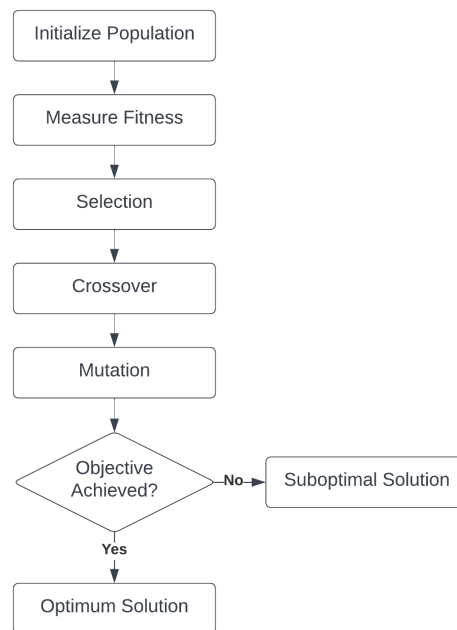 Initialize Population
Measure Fitness
Selection
Crossover
Mutation
Objective
Achieved?
No
Suboptimal Solution
Yes
Optimum Solution